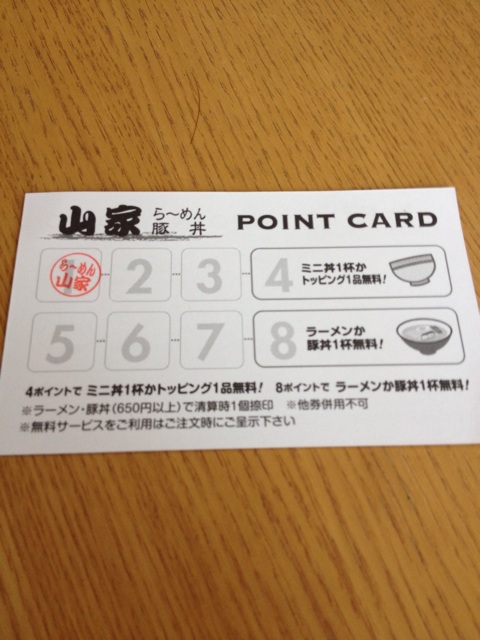 山家 ら〜めん 豚丼 POINT CARD
ら〜めん
山家
2 3 4 ミニ丼1杯か
トッピング1品無料!
5 6 7 8 ラーメンか
豚丼1杯無料!
4ポイントで ミニ丼1杯かトッピング1品無料! 8ポイントで ラーメンか豚丼1杯無料!
※ラーメン・豚丼(650円以上)で清算時1個捺印 ※他券併用不可
※無料サービスをご利用はご注文時にご呈示下さい